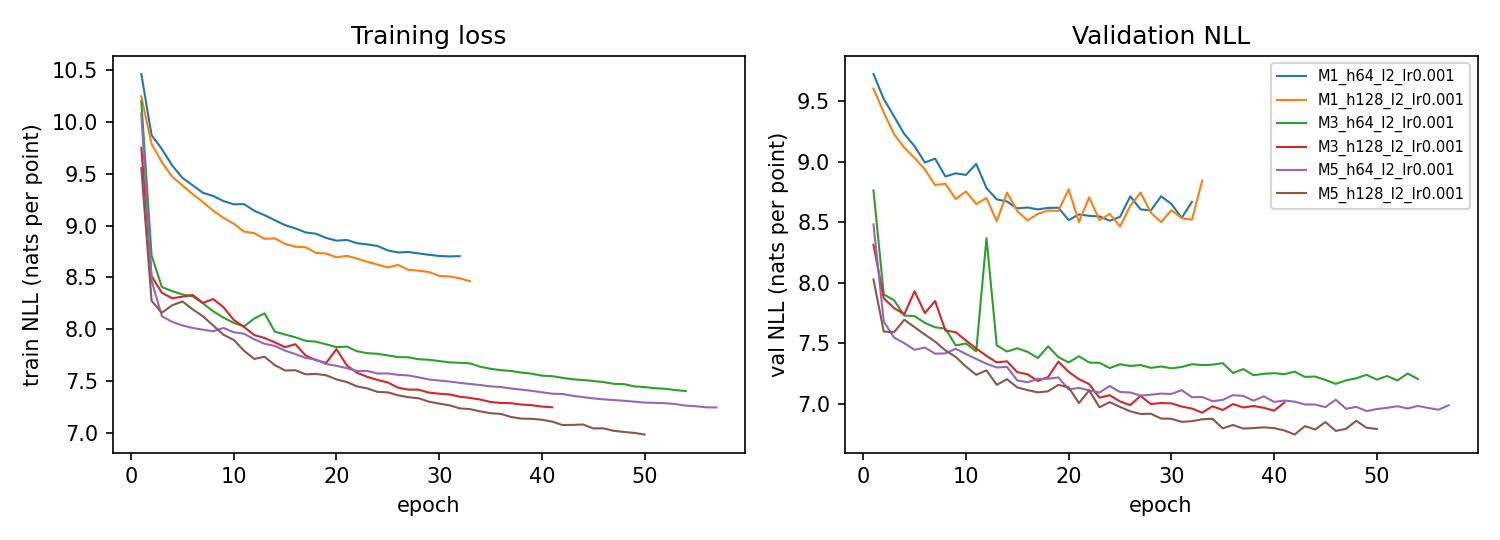 Training loss
10.5
10.0
9.5
9.0
8.5
8.0
7.5
7.0
train NLL (nats per point)
0 10 20 30 40 50
epoch
Validation NLL
9.5
9.0
8.5
8.0
7.5
7.0
val NLL (nats per point)
0 10 20 30 40 50
epoch
M1_h64_l2_lr0.001
M1_h128_l2_lr0.001
M3_h64_l2_lr0.001
M3_h128_l2_lr0.001
M5_h64_l2_lr0.001
M5_h128_l2_lr0.001